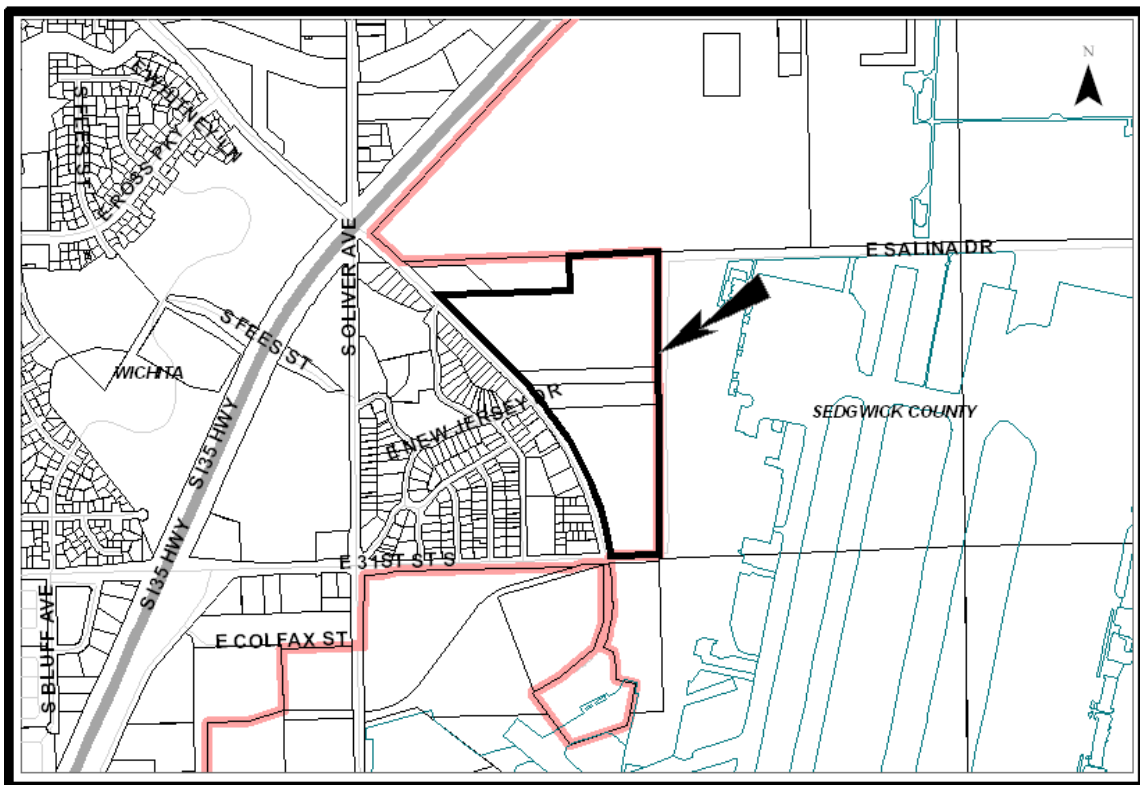 N
E WHITNEY LN
S FEES ST
E ROSS PKY
S OLIVER AVE
E SALINA DR
S FEES ST
WICHITA
SEDGWICK COUNTY
E NEW JERSEY DR
S I35 HWY
E 31ST ST S
S I35 HWY
S BLUFF AVE
E COLFAX ST